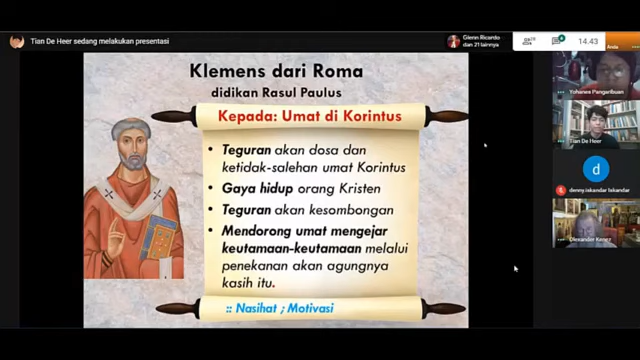 Tian De Heer sedang melakukan presentasi
Glenn Ricardo
dan 21 lainnya
14.43
Anda
Klemens dari Roma
didikan Rasul Paulus
Kepada: Umat di Korintus
• Teguran akan dosa dan
ketidak-salehan umat Korintus
• Gaya hidup orang Kristen
• Teguran akan kesombongan
• Mendorong umat mengejar
keutamaan-keutamaan melalui
penekanan akan agungnya
kasih itu.
:: Nasihat ; Motivasi
Yohanes Pangaribuan
Tian De Heer
d
denny.iskandar Iskandar